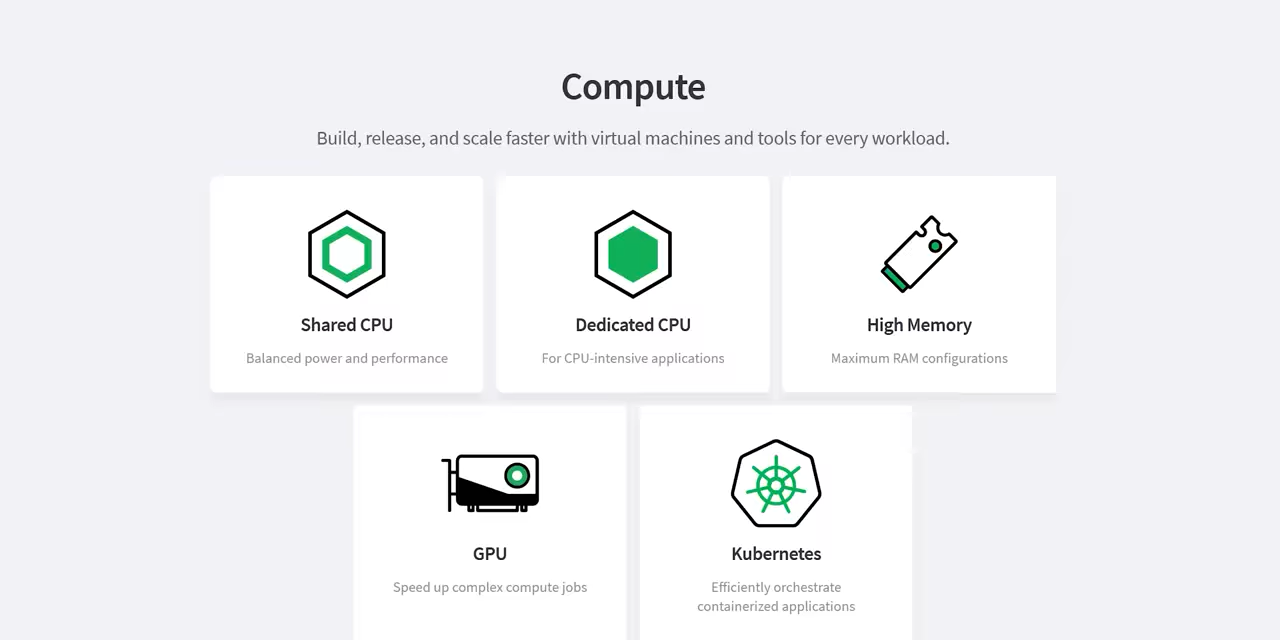 Compute
Build, release, and scale faster with virtual machines and tools for every workload.
Shared CPU
Balanced power and performance
Dedicated CPU
For CPU-intensive applications
High Memory
Maximum RAM configurations
GPU
Speed up complex compute jobs
Kubernetes
Efficiently orchestrate
containerized applications